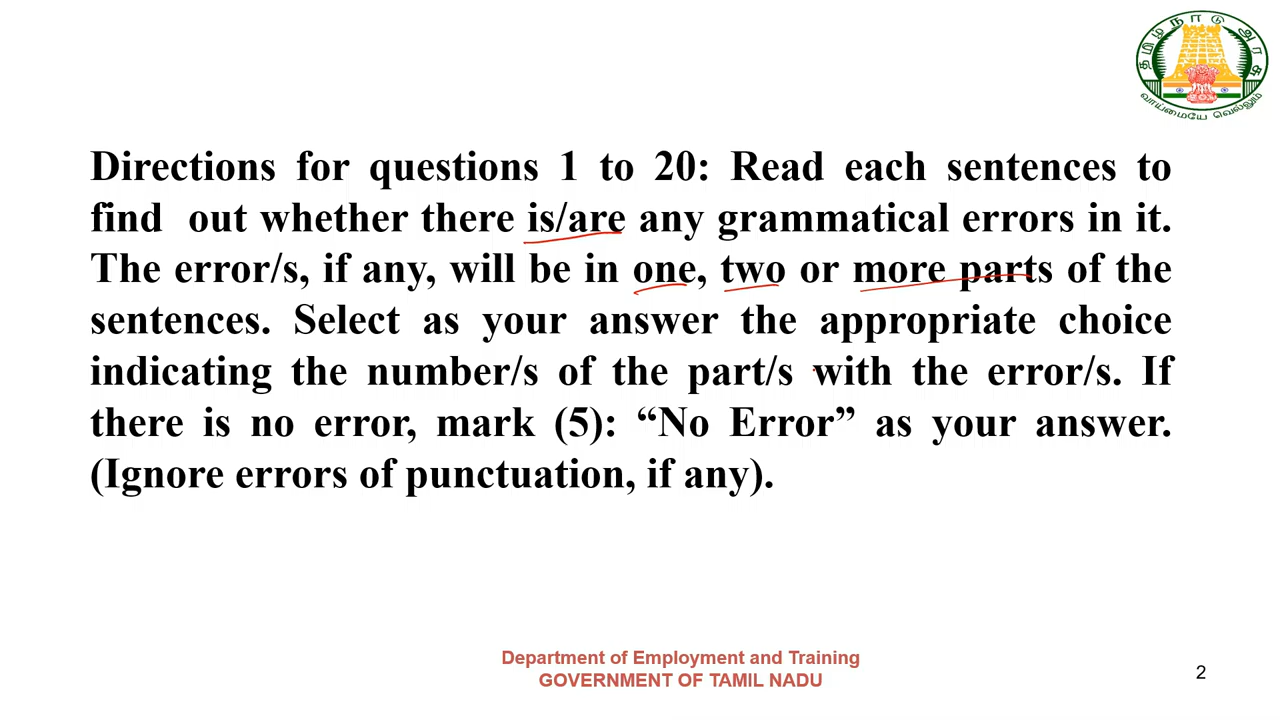 தமிழ்நாடு அரசு
வாய்மையே வெல்லும்
Directions for questions 1 to 20: Read each sentences to
find out whether there is/are any grammatical errors in it.
The error/s, if any, will be in one, two or more parts of the
sentences. Select as your answer the appropriate choice
indicating the number/s of the part/s with the error/s. If
there is no error, mark (5): “No Error” as your answer.
(Ignore errors of punctuation, if any).
Department of Employment and Training
GOVERNMENT OF TAMIL NADU
2